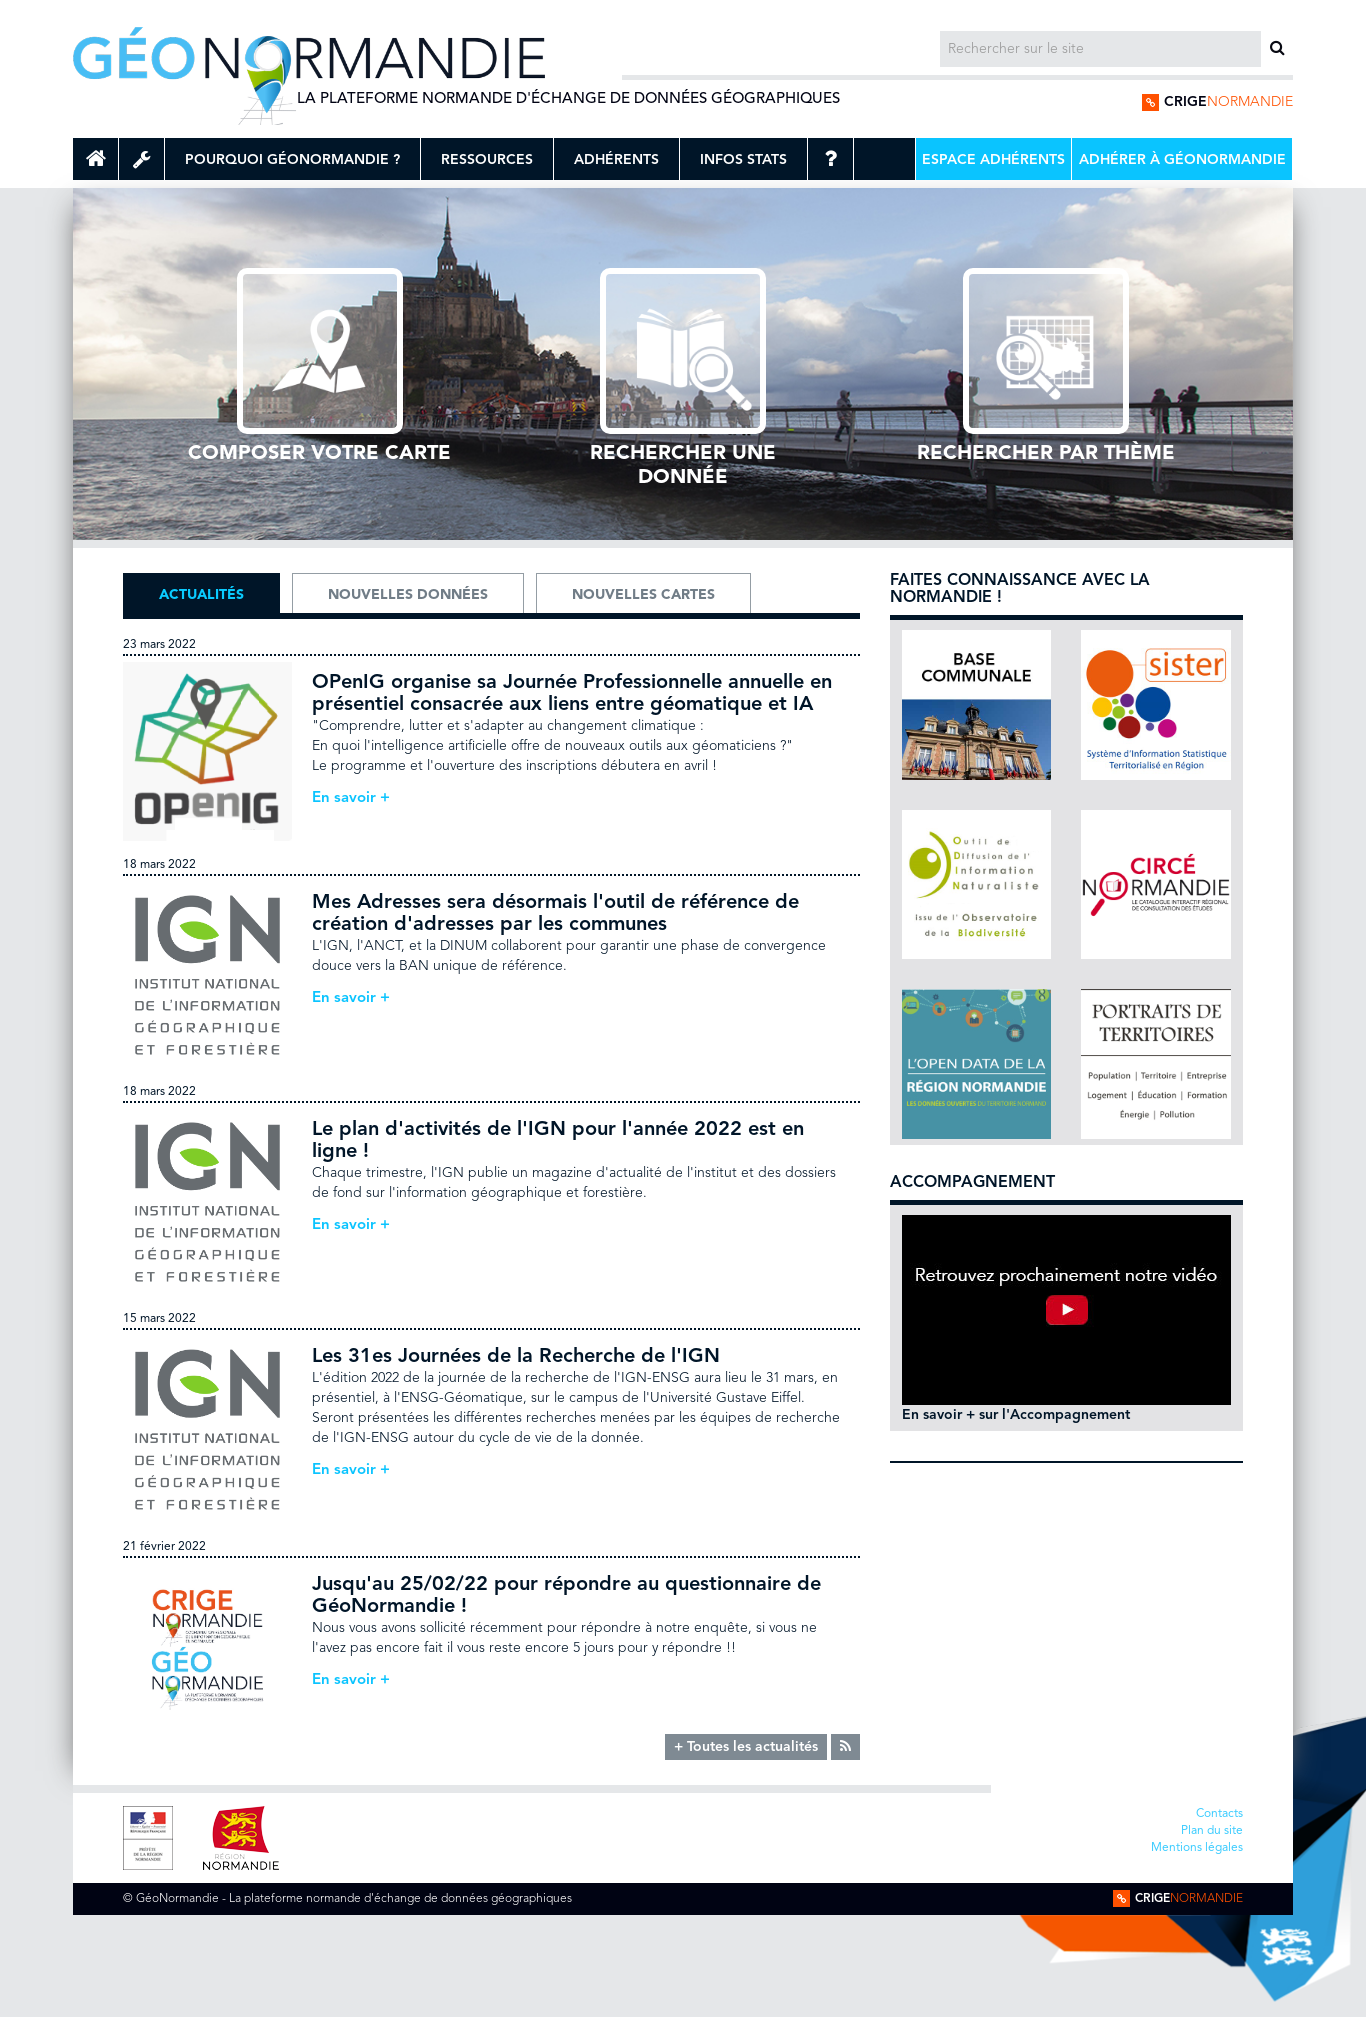 GÉONORMANDIE
LA PLATEFORME NORMANDE D'ÉCHANGE DE DONNÉES GÉOGRAPHIQUES
Rechercher sur le site
CRIGENORMANDIE
POURQUOI GÉONORMANDIE ?
RESSOURCES
ADHÉRENTS
INFOS STATS
?
ESPACE ADHÉRENTS
ADHÉRER À GÉONORMANDIE
COMPOSER VOTRE CARTE
RECHERCHER UNE
DONNÉE
RECHERCHER PAR THÈME
ACTUALITÉS
NOUVELLES DONNÉES
NOUVELLES CARTES
23 mars 2022
OPenIG
OPenIG organise sa Journée Professionnelle annuelle en
présentiel consacrée aux liens entre géomatique et IA
"Comprendre, lutter et s'adapter au changement climatique :
En quoi l'intelligence artificielle offre de nouveaux outils aux géomaticiens ?"
Le programme et l'ouverture des inscriptions débutera en avril !
En savoir +
18 mars 2022
IGN
INSTITUT NATIONAL
DE L'INFORMATION
GÉOGRAPHIQUE
ET FORESTIÈRE
Mes Adresses sera désormais l'outil de référence de
création d'adresses par les communes
L'IGN, l'ANCT, et la DINUM collaborent pour garantir une phase de convergence
douce vers la BAN unique de référence.
En savoir +
18 mars 2022
IGN
INSTITUT NATIONAL
DE L'INFORMATION
GÉOGRAPHIQUE
ET FORESTIÈRE
Le plan d'activités de l'IGN pour l'année 2022 est en
ligne !
Chaque trimestre, l'IGN publie un magazine d'actualité de l'institut et des dossiers
de fond sur l'information géographique et forestière.
En savoir +
15 mars 2022
IGN
INSTITUT NATIONAL
DE L'INFORMATION
GÉOGRAPHIQUE
ET FORESTIÈRE
Les 31es Journées de la Recherche de l'IGN
L'édition 2022 de la journée de la recherche de l'IGN-ENSG aura lieu le 31 mars, en
présentiel, à l'ENSG-Géomatique, sur le campus de l'Université Gustave Eiffel.
Seront présentées les différentes recherches menées par les équipes de recherche
de l'IGN-ENSG autour du cycle de vie de la donnée.
En savoir +
21 février 2022
CRIGE
NORMANDIE
GÉO
NORMANDIE
LA PLATEFORME NORMANDE
D'ÉCHANGE DE DONNÉES GÉOGRAPHIQUES
Jusqu'au 25/02/22 pour répondre au questionnaire de
GéoNormandie !
Nous vous avons sollicité récemment pour répondre à notre enquête, si vous ne
l'avez pas encore fait il vous reste encore 5 jours pour y répondre !!
En savoir +
+ Toutes les actualités
FAITES CONNAISSANCE AVEC LA
NORMANDIE !
BASE
COMMUNALE
sister
Système d'Information Statistique
Territorialisé en Région
Outil de
Diffusion de l'
Information
Naturaliste
Issu de l'Observatoire
de la Biodiversité
CIRCÉ
NORMANDIE
LE CATALOGUE INTERACTIF RÉGIONAL
DE CONSULTATION DES ÉTUDES
L'OPEN DATA DE LA
RÉGION NORMANDIE
LES DONNÉES OUVERTES DU TERRITOIRE NORMAND
PORTRAITS DE
TERRITOIRES
Population | Territoire | Entreprise
Logement | Éducation | Formation
Énergie | Pollution
ACCOMPAGNEMENT
Retrouvez prochainement notre vidéo
En savoir + sur l'Accompagnement
PRÉFÈTE
DE LA RÉGION
NORMANDIE
RÉGION
NORMANDIE
Contacts
Plan du site
Mentions légales
© GéoNormandie - La plateforme normande d'échange de données géographiques
CRIGENORMANDIE